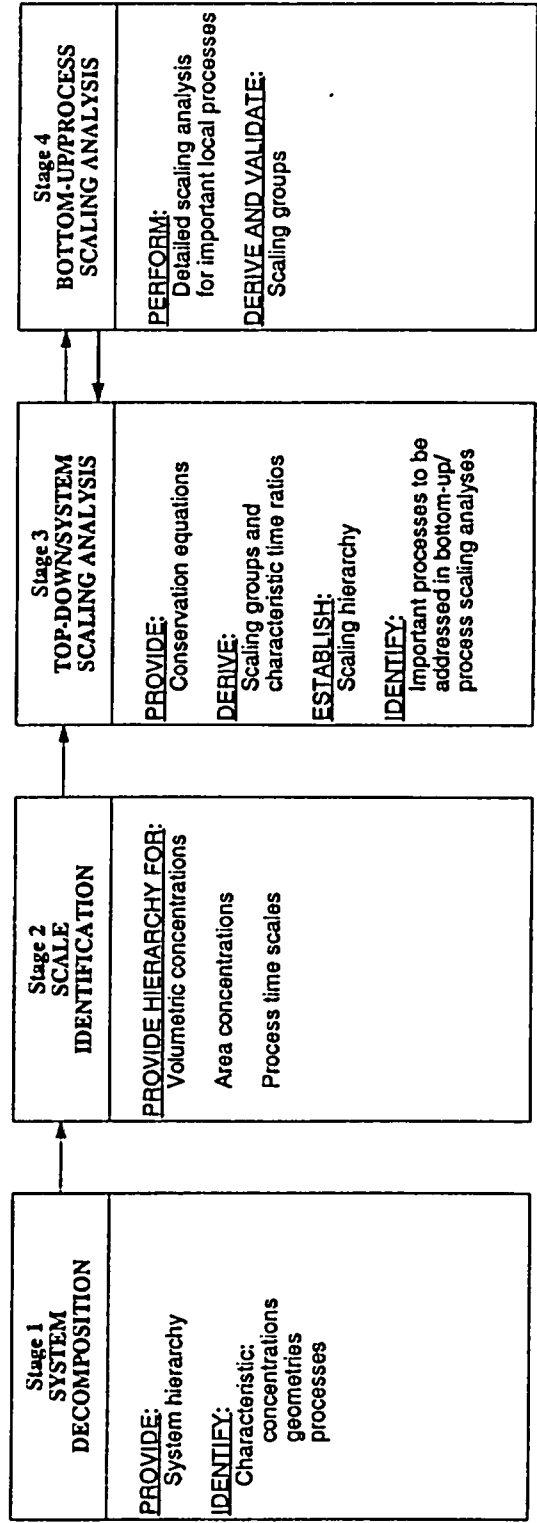 Stage 1
SYSTEM
DECOMPOSITION
PROVIDE:
System hierarchy
IDENTIFY:
Characteristic:
concentrations
geometries
processes
Stage 2
SCALE
IDENTIFICATION
PROVIDE HIERARCHY FOR:
Volumetric concentrations
Area concentrations
Process time scales
Stage 3
TOP-DOWN/SYSTEM
SCALING ANALYSIS
PROVIDE:
Conservation equations
DERIVE:
Scaling groups and
characteristic time ratios
ESTABLISH:
Scaling hierarchy
IDENTIFY:
Important processes to be
addressed in bottom-up/
process scaling analyses
Stage 4
BOTTOM-UP/PROCESS
SCALING ANALYSIS
PERFORM:
Detailed scaling analysis
for important local processes
DERIVE AND VALIDATE:
Scaling groups